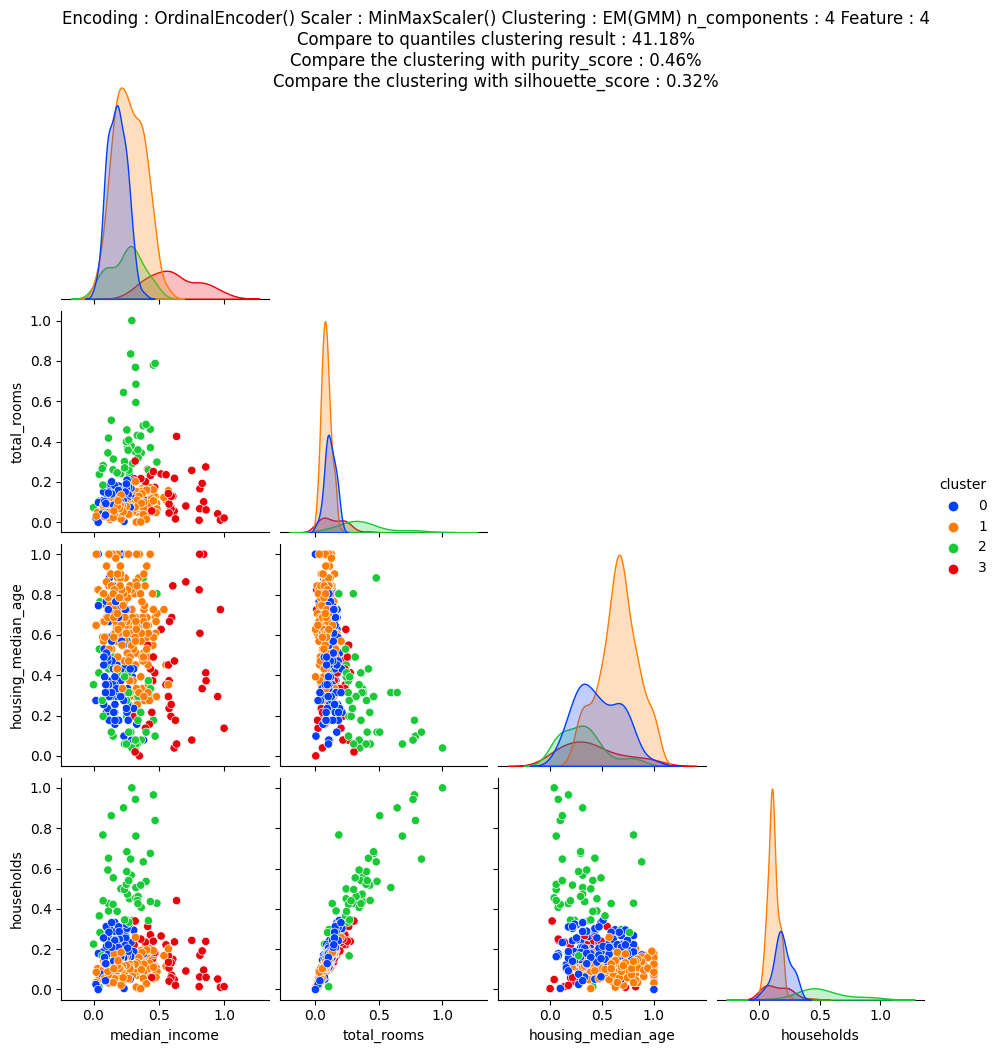 Encoding : OrdinalEncoder() Scaler : MinMaxScaler() Clustering : EM(GMM) n_components : 4 Feature : 4
Compare to quantiles clustering result : 41.18%
Compare the clustering with purity_score : 0.46%
Compare the clustering with silhouette_score : 0.32%
1.0
0.8
0.6
0.4
0.2
0.0
total_rooms
cluster
0
1
2
3
1.0
0.8
0.6
0.4
0.2
0.0
housing_median_age
1.0
0.8
0.6
0.4
0.2
0.0
households
0.0 0.5 1.0
median_income
0.0 0.5 1.0
total_rooms
0.0 0.5 1.0
housing_median_age
0.0 0.5 1.0
households